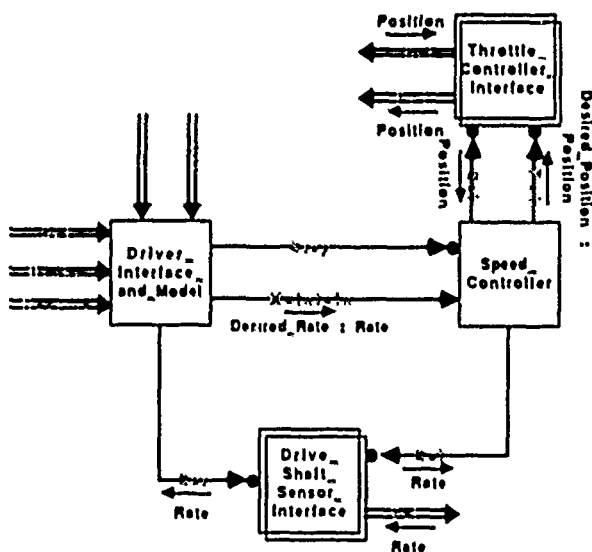 Position
Throttle_
Controller_
Interface
Position
Position
Desired_Position :
Position
Driver_
Interface_
and_Model
Speed_
Controller
Desired_Rate : Rate
Drive_
Shaft_
Sensor_
Interface
Rate
Rate
Rate